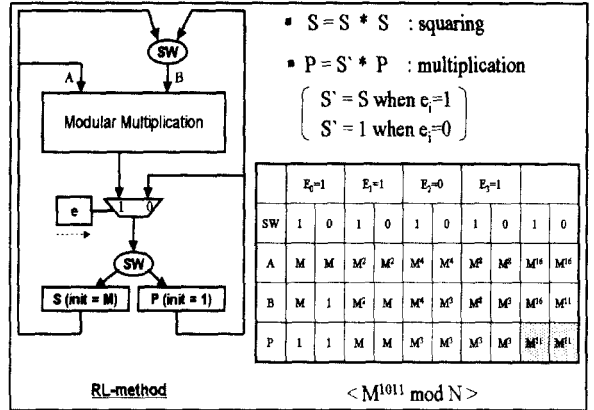 SW
A
B
Modular Multiplication
1 0
e
SW
S (init = M)
P (init = 1)
RL-method
▪ S = S * S : squaring
▪ P = S` * P : multiplication
S` = S when eᵢ=1
S` = 1 when eᵢ=0
E₀=1 E₁=1 E₂=0 E₃=1
SW 1 0 1 0 1 0 1 0 1 0
A M M M² M² M⁴ M⁴ M⁸ M⁸ M¹⁶ M¹⁶
B M 1 M² M M⁴ M³ M⁸ M³ M¹⁶ M¹¹
P 1 1 M M M³ M³ M³ M³ M¹¹ M¹¹
< M¹⁰¹¹ mod N >